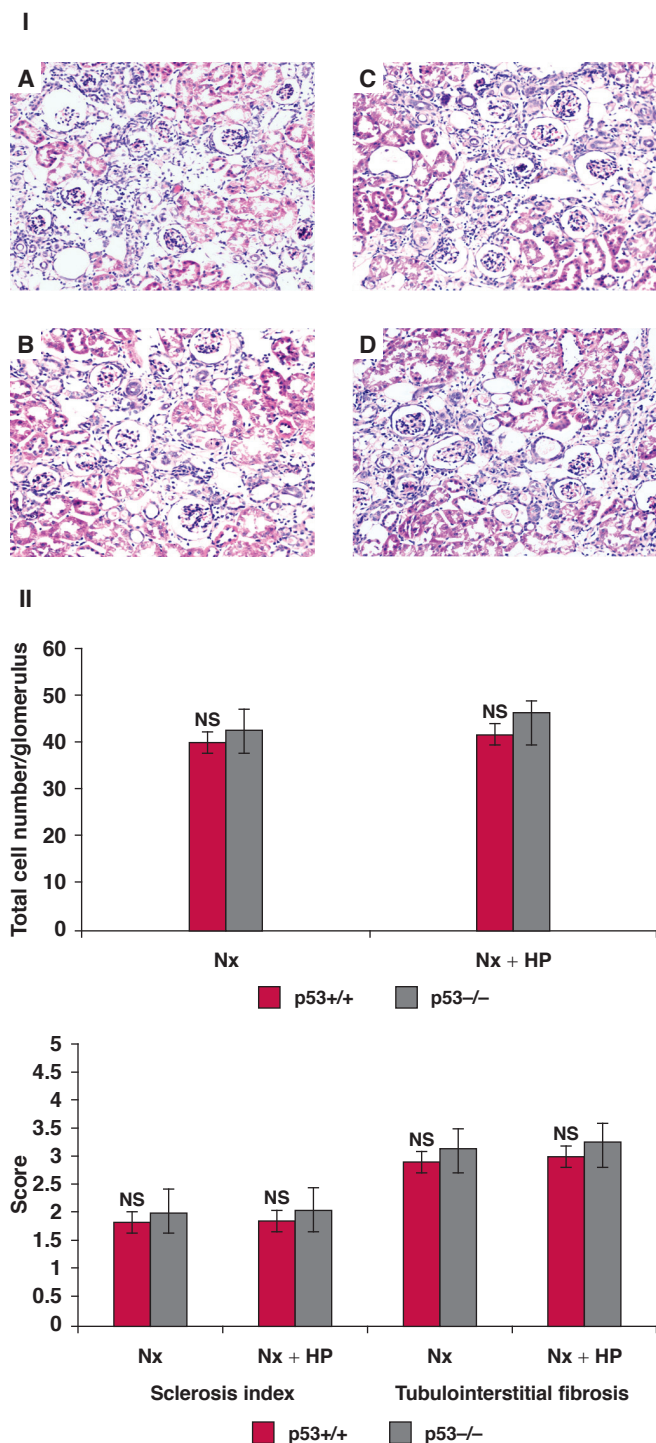 I
A
C
B
D
II
Total cell number/glomerulus
60
50
40
30
20
10
0
NS
NS
Nx
Nx + HP
p53+/+
p53–/–
Score
5
4.5
4
3.5
3
2.5
2
1.5
1
0.5
0
NS
NS
NS
NS
Nx
Nx + HP
Nx
Nx + HP
Sclerosis index
Tubulointerstitial fibrosis
p53+/+
p53–/–